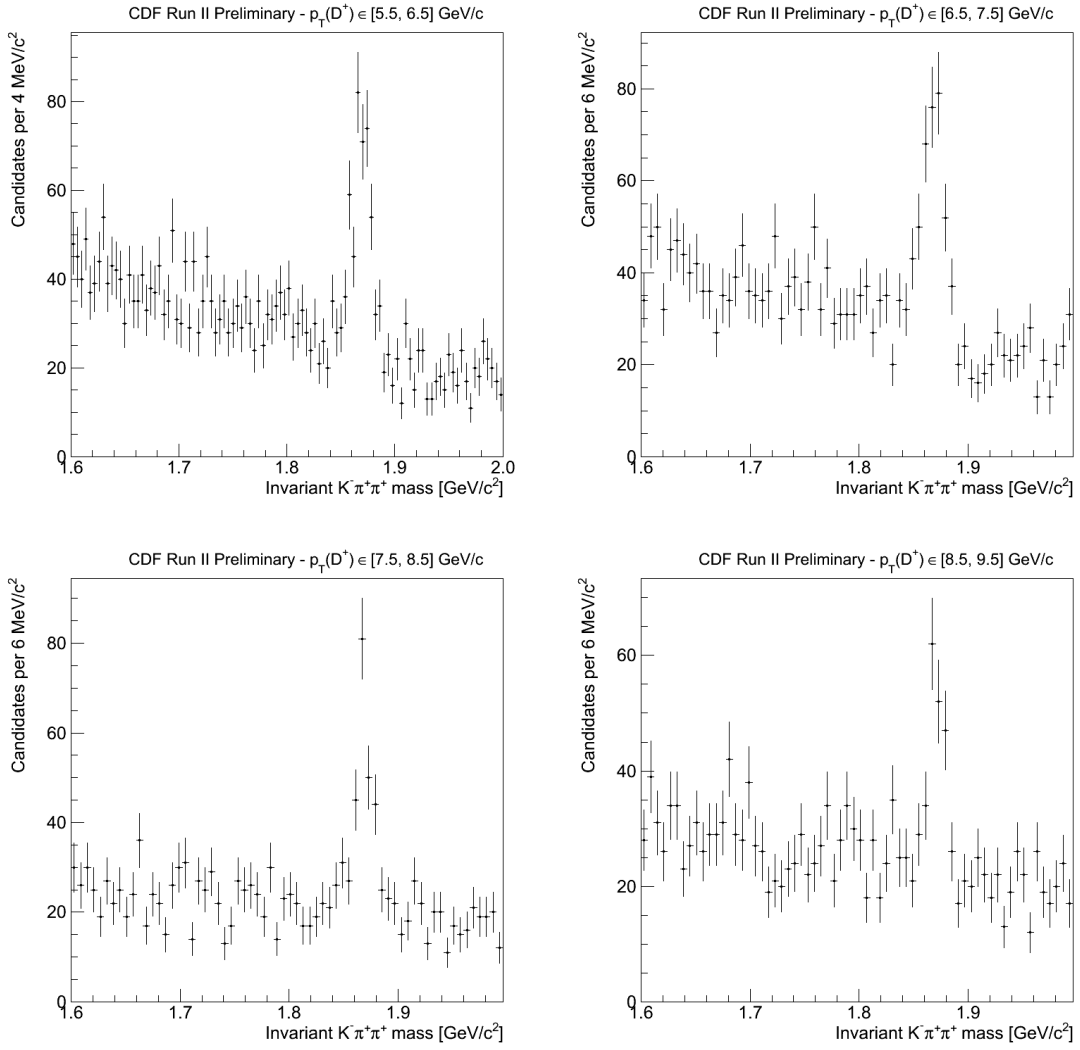 CDF Run II Preliminary - pT(D+) ∈ [5.5, 6.5] GeV/c
Candidates per 4 MeV/c²
80
60
40
20
0
1.6 1.7 1.8 1.9 2.0
Invariant K⁻π⁺π⁺ mass [GeV/c²]
CDF Run II Preliminary - pT(D+) ∈ [6.5, 7.5] GeV/c
Candidates per 6 MeV/c²
80
60
40
20
0
1.6 1.7 1.8 1.9
Invariant K⁻π⁺π⁺ mass [GeV/c²]
CDF Run II Preliminary - pT(D+) ∈ [7.5, 8.5] GeV/c
Candidates per 6 MeV/c²
80
60
40
20
0
1.6 1.7 1.8 1.9
Invariant K⁻π⁺π⁺ mass [GeV/c²]
CDF Run II Preliminary - pT(D+) ∈ [8.5, 9.5] GeV/c
Candidates per 6 MeV/c²
60
40
20
0
1.6 1.7 1.8 1.9
Invariant K⁻π⁺π⁺ mass [GeV/c²]